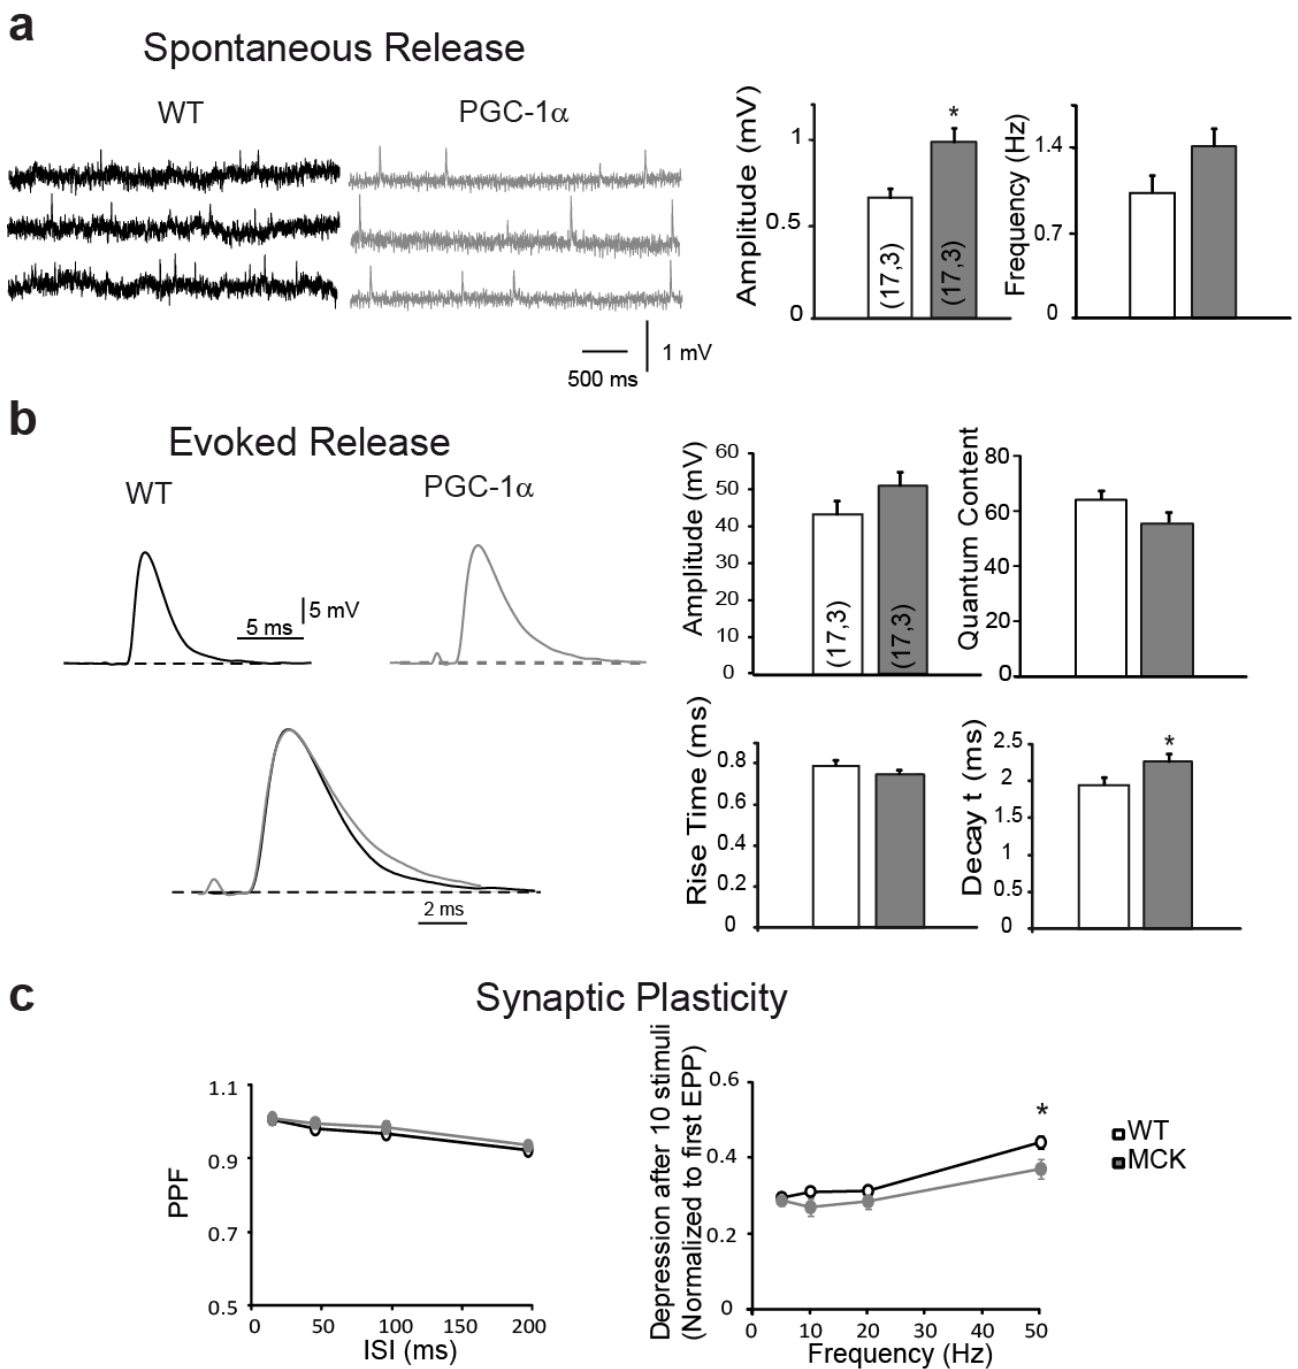 a
Spontaneous Release
WT
PGC-1α
500 ms
1 mV
Amplitude (mV)
1
0.5
0
*
(17,3)
(17,3)
Frequency (Hz)
1.4
0.7
0
b
Evoked Release
WT
PGC-1α
5 mV
5 ms
2 ms
Amplitude (mV)
60
50
40
30
20
10
0
(17,3)
(17,3)
Quantum Content
80
60
40
20
0
Rise Time (ms)
0.8
0.6
0.4
0.2
0
Decay t (ms)
2.5
2
1.5
1
0.5
0
*
c
Synaptic Plasticity
PPF
1.1
0.9
0.7
0.5
0 50 100 150 200
ISI (ms)
Depression after 10 stimuli
(Normalized to first EPP)
0.6
0.4
0.2
0
*
0 10 20 30 40 50
Frequency (Hz)
WT
MCK